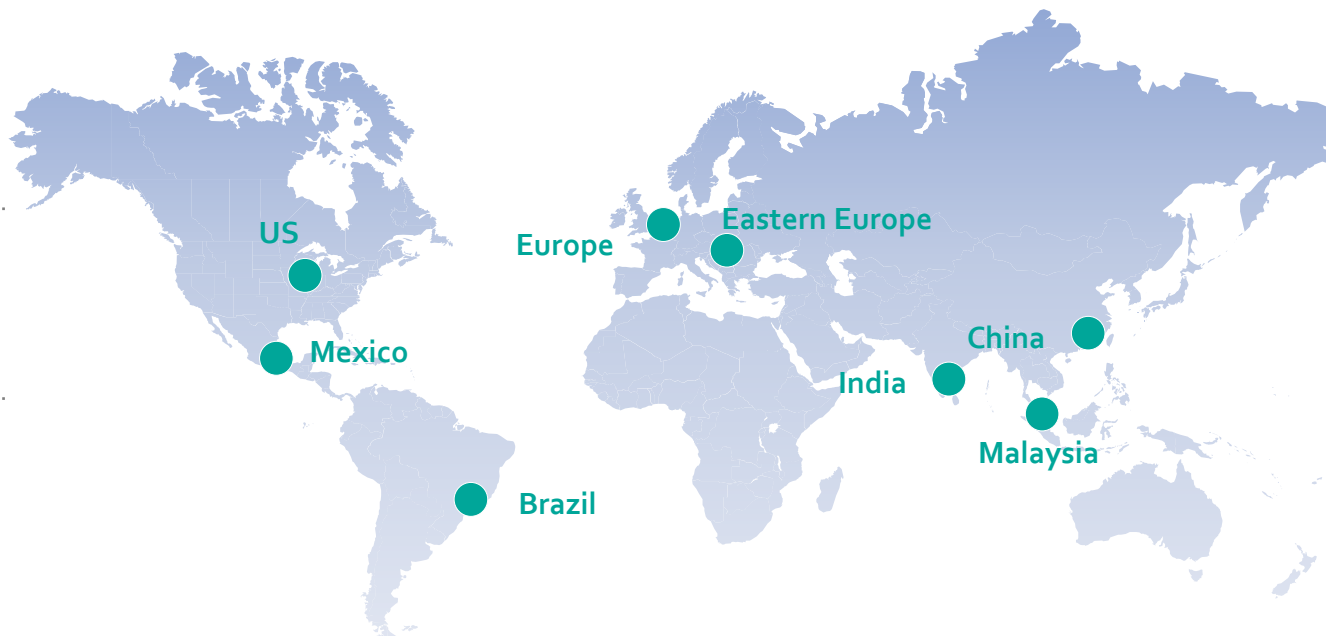 US
Eastern Europe
Europe
China
Mexico
India
Malaysia
Brazil